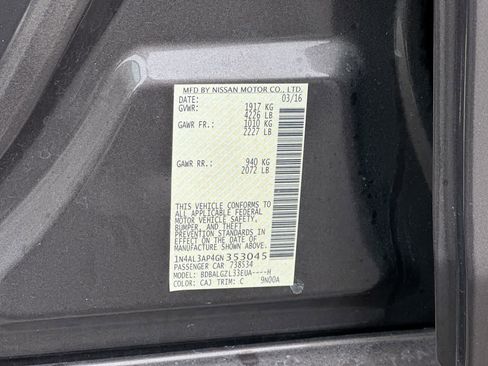 MFD BY NISSAN MOTOR CO., LTD.
DATE: 03/16
GVWR: 1917 KG
4226 LB
GAWR FR.: 1010 KG
2227 LB
GAWR RR.: 940 KG
2072 LB
THIS VEHICLE CONFORMS TO
ALL APPLICABLE FEDERAL
MOTOR VEHICLE SAFETY,
BUMPER, AND THEFT
PREVENTION STANDARDS IN
EFFECT ON THE DATE OF
MANUFACTURE SHOWN ABOVE.
1N4AL3AP4GN353045
PASSENGER CAR 738534
MODEL: BDBALGZL33EUA----H
COLOR: CAJ TRIM: C 9N00A